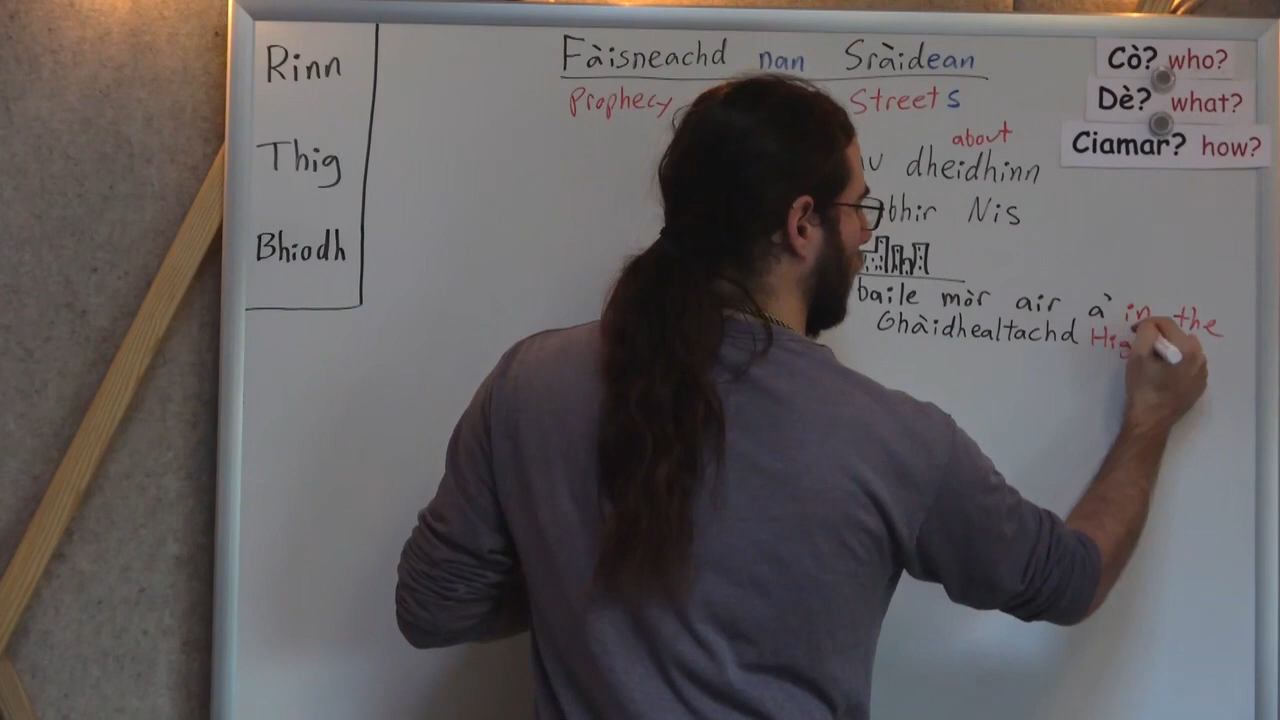 Rinn
Thig
Bhiodh
Fàisneachd nan Sràidean
Prophecy Streets
about
dheidhinn
Nis
baile mòr air a' in the
Ghàidhealtachd
Cò? who?
Dè? what?
Ciamar? how?